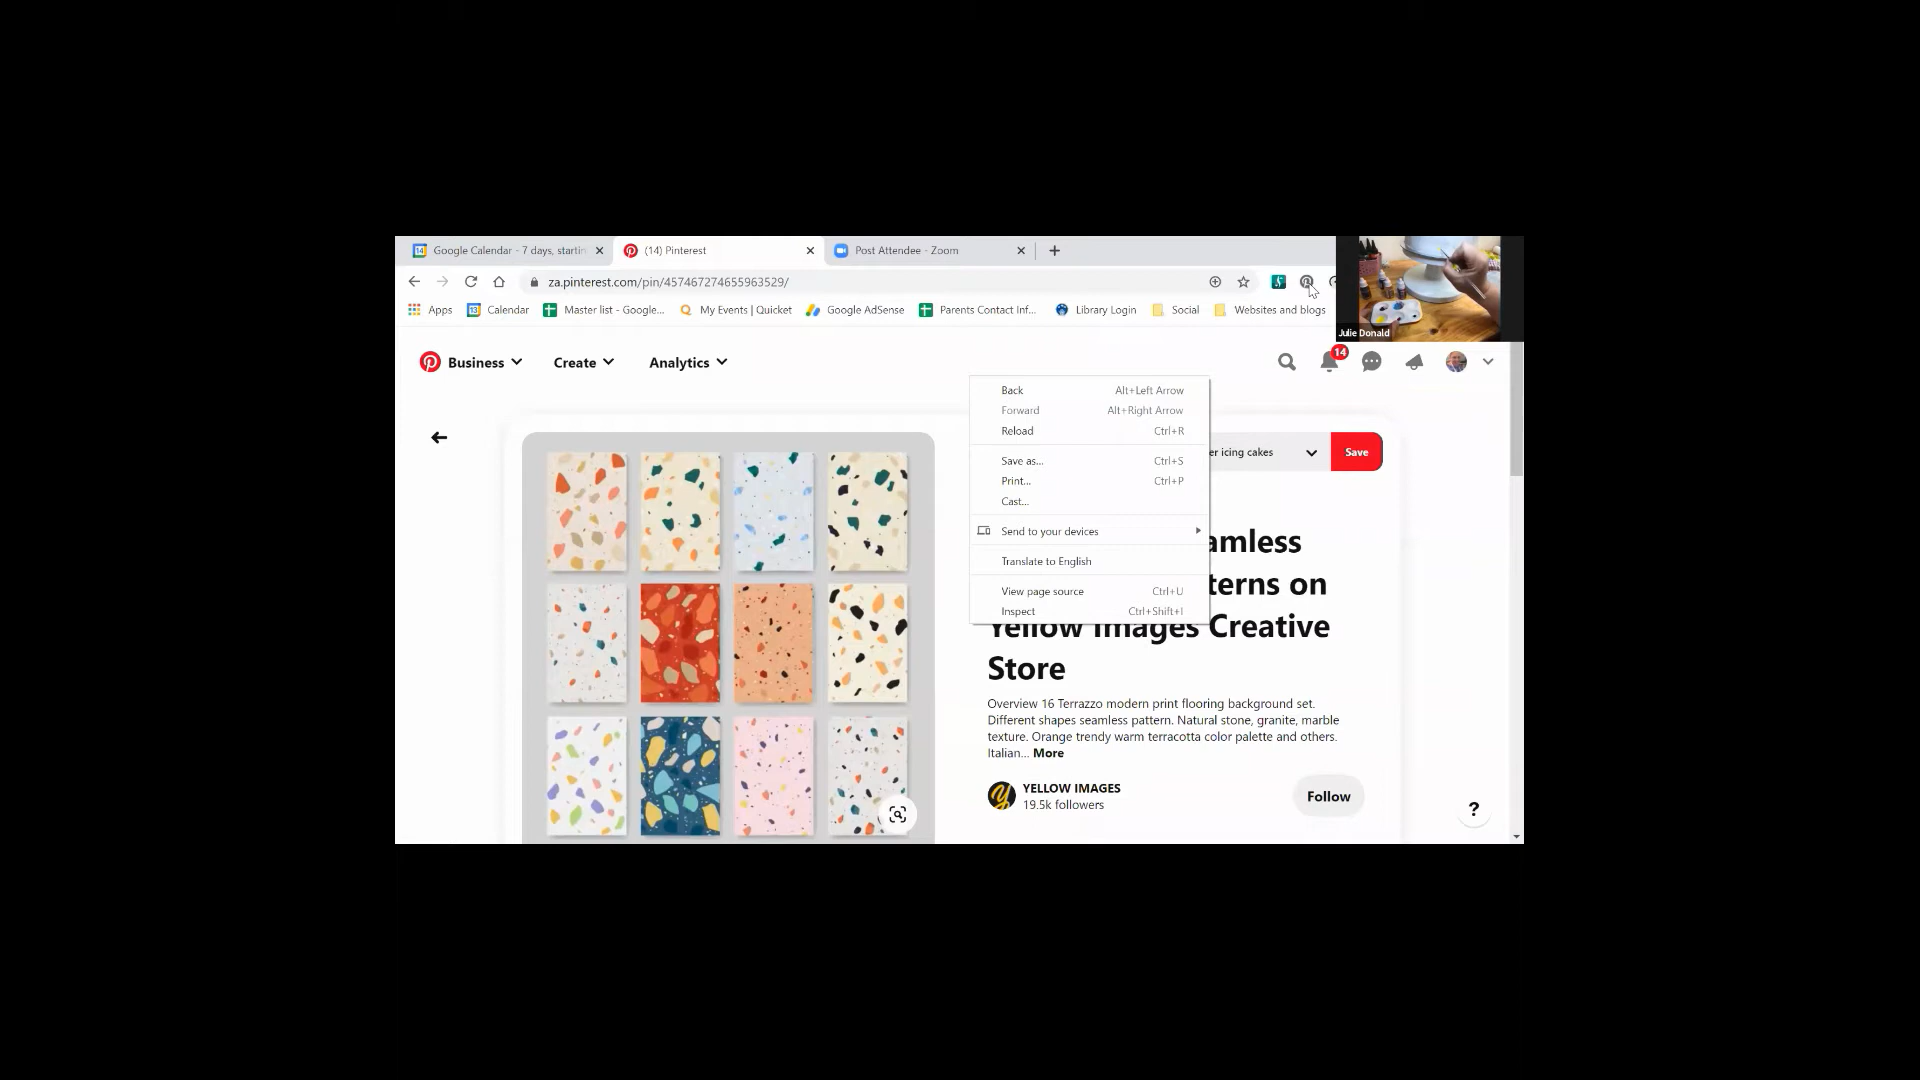 Google Calendar - 7 days, startin
(14) Pinterest
Post Attendee - Zoom
za.pinterest.com/pin/457467274655963529/
Apps
Calendar
Master list - Google...
My Events | Quicket
Google AdSense
Parents Contact Inf...
Library Login
Social
Websites and blogs
Julie Donald
Business
Create
Analytics
14
Back Alt+Left Arrow
Forward Alt+Right Arrow
Reload Ctrl+R
Save as... Ctrl+S
Print... Ctrl+P
Cast...
Send to your devices
Translate to English
View page source Ctrl+U
Inspect Ctrl+Shift+I
er icing cakes
Save
amless
terns on
Yellow Images Creative
Store
Overview 16 Terrazzo modern print flooring background set.
Different shapes seamless pattern. Natural stone, granite, marble
texture. Orange trendy warm terracotta color palette and others.
Italian... More
YELLOW IMAGES
19.5k followers
Follow
?